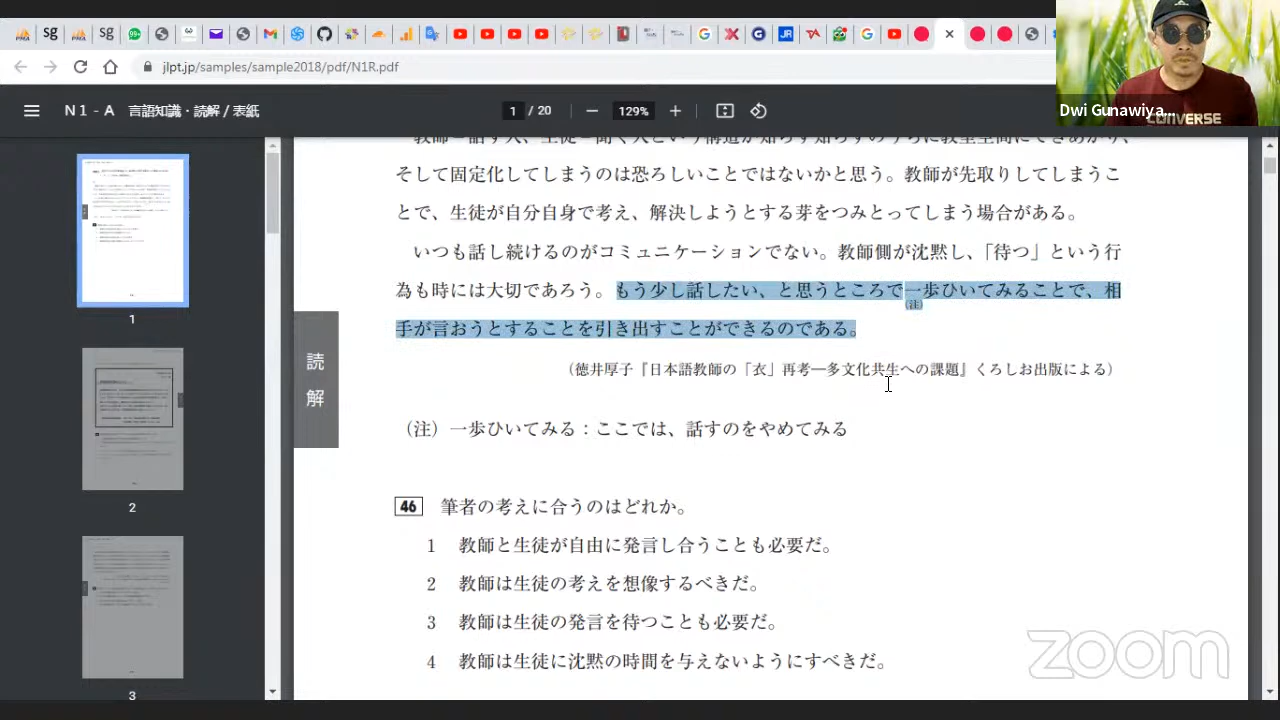 jlpt.jp/samples/sample2018/pdf/N1R.pdf
N1-A 言語知識・読解 / 表紙
1 / 20
129%
Dwi Gunawiya...
CONVERSE
そして固定化してしまうのは恐ろしいことではないかと思う。教師が先取りしてしまうこ
とで、生徒が自分自身で考え、解決しようとする芽をつみとってしまう場合がある。
いつも話し続けるのがコミュニケーションでない。教師側が沈黙し、「待つ」という行
為も時には大切であろう。もう少し話したい、と思うところで一歩ひいてみることで、相
(注)
手が言おうとすることを引き出すことができるのである。
(徳井厚子『日本語教師の「衣」再考―多文化共生への課題』くろしお出版による)
(注)一歩ひいてみる:ここでは、話すのをやめてみる
46 筆者の考えに合うのはどれか。
1 教師と生徒が自由に発言し合うことも必要だ。
2 教師は生徒の考えを想像するべきだ。
3 教師は生徒の発言を待つことも必要だ。
4 教師は生徒に沈黙の時間を与えないようにすべきだ。
読
解
1
2
3
zoom